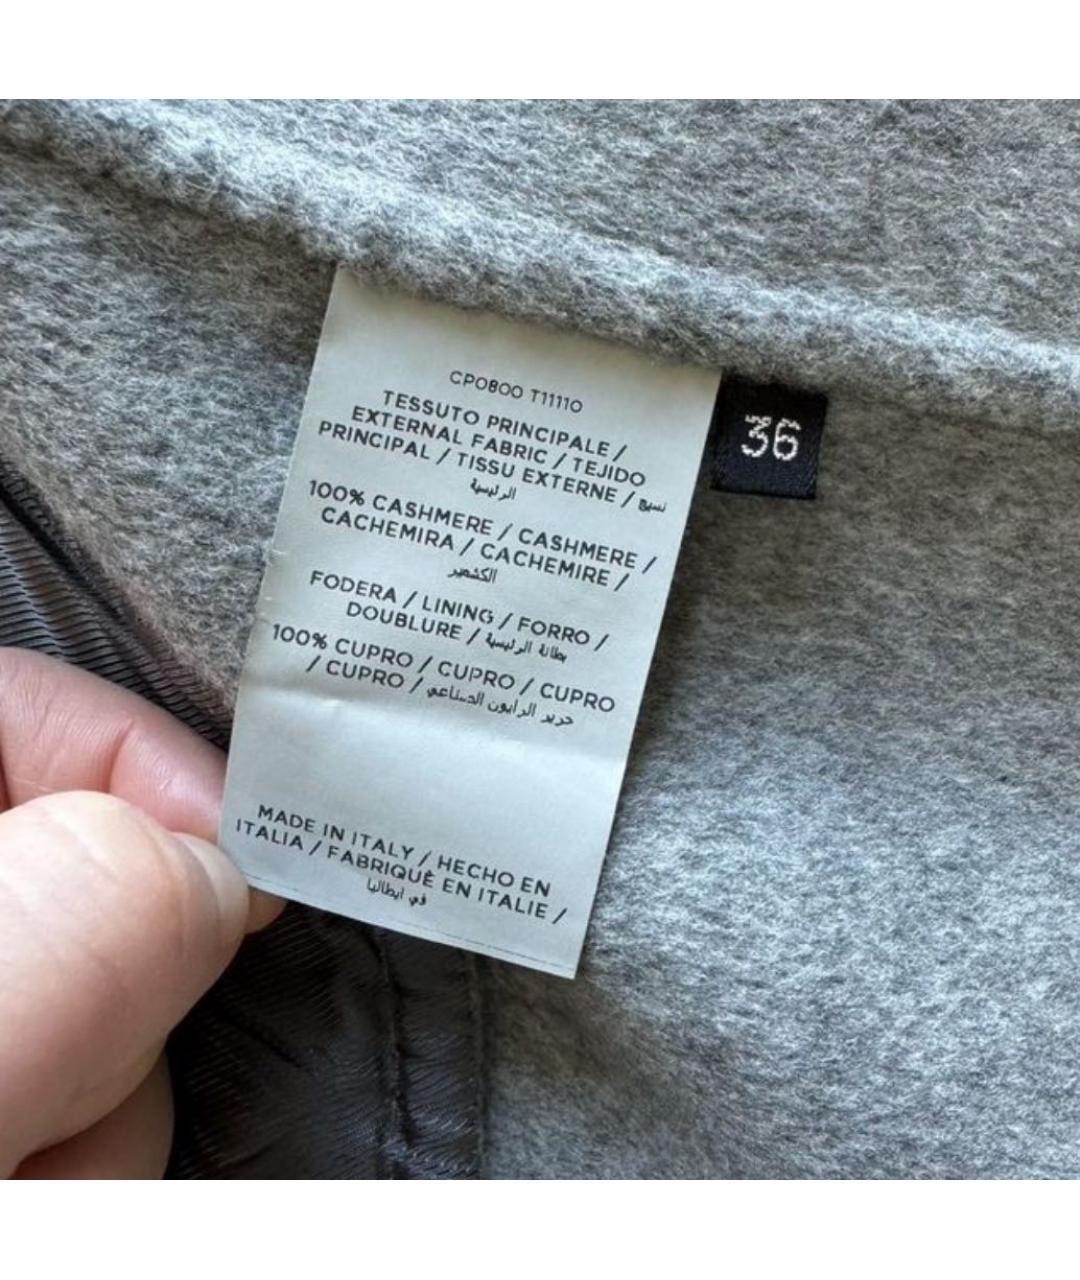 CP0800 T11110
TESSUTO PRINCIPALE /
EXTERNAL FABRIC / TEJIDO
PRINCIPAL / TISSU EXTERNE / نسيج
الرئيسية
100% CASHMERE / CASHMERE /
CACHEMIRA / CACHEMIRE /
الكشمير
FODERA / LINING / FORRO /
DOUBLURE / بطانة الرئيسية
100% CUPRO / CUPRO / CUPRO
/ CUPRO / حرير الرايون الصناعي
MADE IN ITALY / HECHO EN
ITALIA / FABRIQUÉ EN ITALIE /
في ايطاليا
36